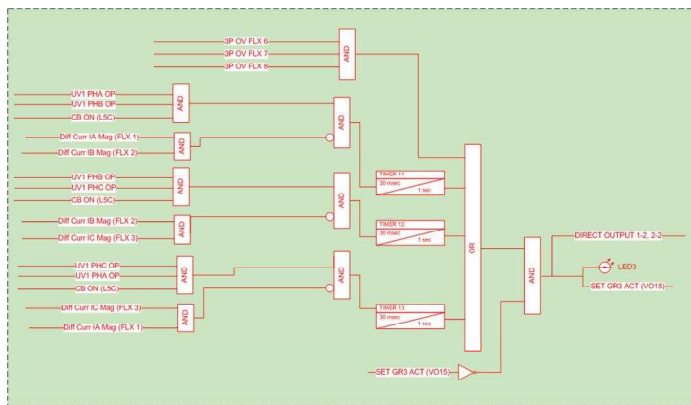 3P OV FLX 6
3P OV FLX 7
AND
3P OV FLX 8
UV1 PHA OP
UV1 PHB OP
AND
CB ON (L5C)
AND
Diff Curr IA Mag (FLX 1)
AND
Diff Curr IB Mag (FLX 2)
TIMER 11
30 msec
1 sec
UV1 PHB OP
UV1 PHC OP
AND
CB ON (L5C)
AND
Diff Curr IB Mag (FLX 2)
AND
Diff Curr IC Mag (FLX 3)
TIMER 12
30 msec
1 sec
OR
DIRECT OUTPUT 1-2, 2-2
UV1 PHC OP
UV1 PHA OP
AND
CB ON (L5C)
AND
AND
LED3
SET GR3 ACT (VO15)
Diff Curr IC Mag (FLX 3)
AND
Diff Curr IA Mag (FLX 1)
TIMER 13
30 msec
1 sec
SET GR3 ACT (VO15)